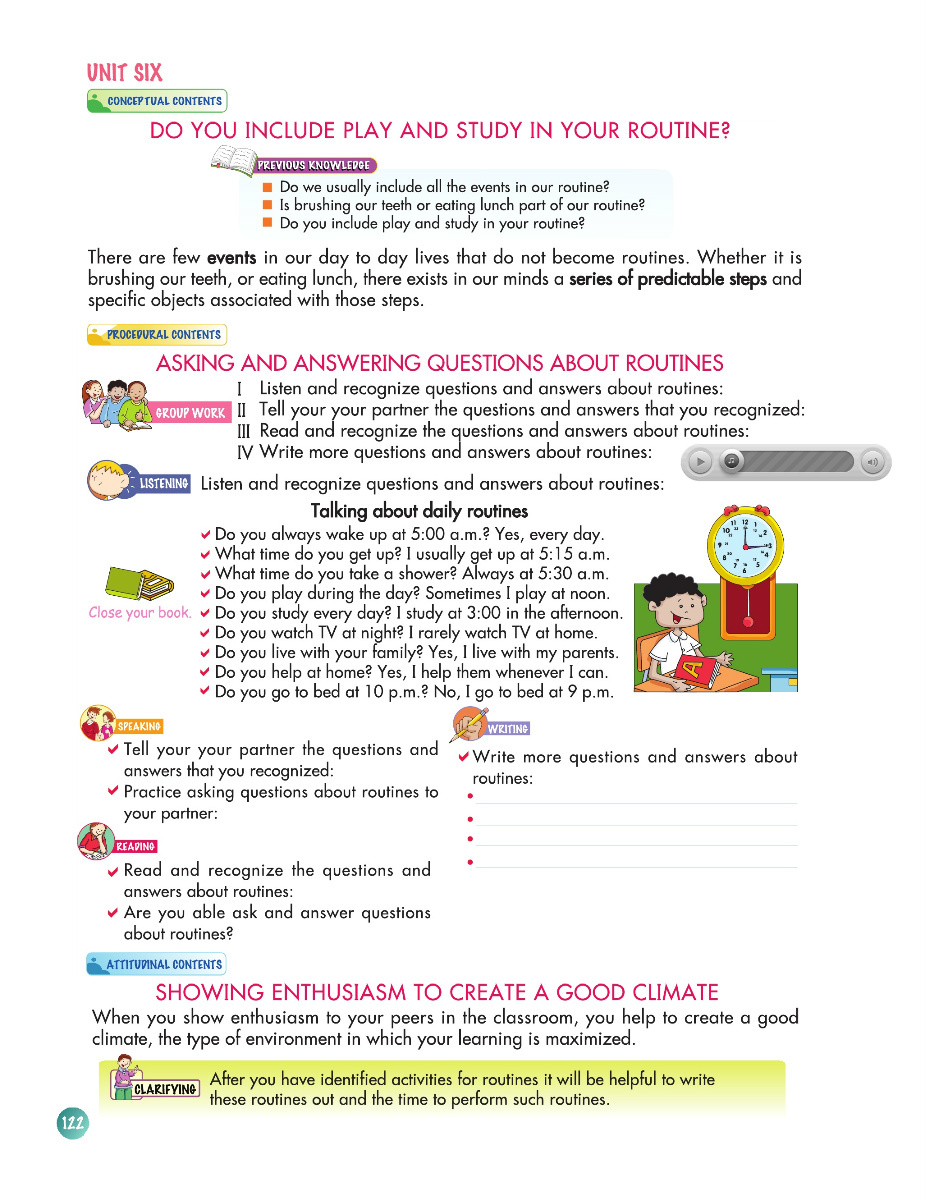 UNIT SIX
CONCEPTUAL CONTENTS
DO YOU INCLUDE PLAY AND STUDY IN YOUR ROUTINE?
PREVIOUS KNOWLEDGE
Do we usually include all the events in our routine?
Is brushing our teeth or eating lunch part of our routine?
Do you include play and study in your routine?
There are few events in our day to day lives that do not become routines. Whether it is
brushing our teeth, or eating lunch, there exists in our minds a series of predictable steps and
specific objects associated with those steps.
PROCEDURAL CONTENTS
ASKING AND ANSWERING QUESTIONS ABOUT ROUTINES
GROUP WORK
I Listen and recognize questions and answers about routines:
II Tell your your partner the questions and answers that you recognized:
III Read and recognize the questions and answers about routines:
IV Write more questions and answers about routines:
LISTENING
Listen and recognize questions and answers about routines:
Talking about daily routines
Do you always wake up at 5:00 a.m.? Yes, every day.
What time do you get up? I usually get up at 5:15 a.m.
What time do you take a shower? Always at 5:30 a.m.
Do you play during the day? Sometimes I play at noon.
Do you study every day? I study at 3:00 in the afternoon.
Do you watch TV at night? I rarely watch TV at home.
Do you live with your family? Yes, I live with my parents.
Do you help at home? Yes, I help them whenever I can.
Do you go to bed at 10 p.m.? No, I go to bed at 9 p.m.
Close your book.
12
1
2
3
4
5
6
7
8
9
10
11
A
SPEAKING
Tell your your partner the questions and
answers that you recognized:
Practice asking questions about routines to
your partner:
READING
Read and recognize the questions and
answers about routines:
Are you able ask and answer questions
about routines?
WRITING
Write more questions and answers about
routines:
ATTITUDINAL CONTENTS
SHOWING ENTHUSIASM TO CREATE A GOOD CLIMATE
When you show enthusiasm to your peers in the classroom, you help to create a good
climate, the type of environment in which your learning is maximized.
CLARIFYING
After you have identified activities for routines it will be helpful to write
these routines out and the time to perform such routines.
122